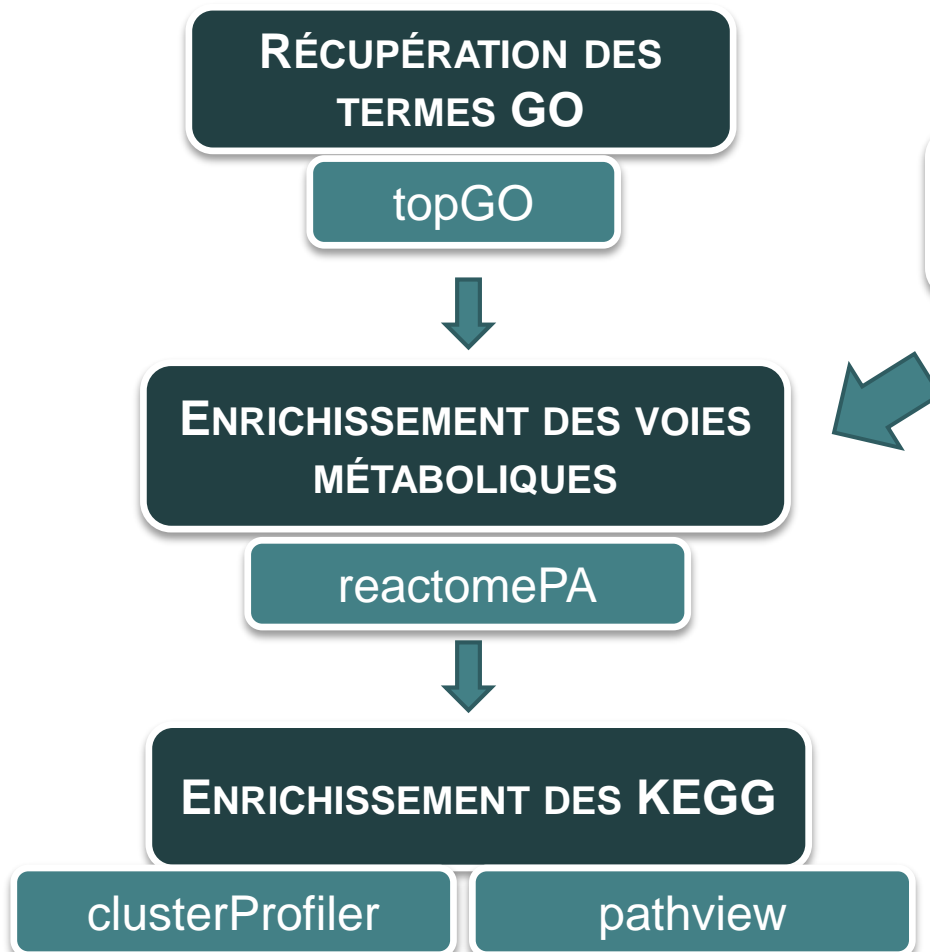 RÉCUPÉRATION DES
TERMES GO
topGO
ENRICHISSEMENT DES VOIES
MÉTABOLIQUES
reactomePA
ENRICHISSEMENT DES KEGG
clusterProfiler
pathview